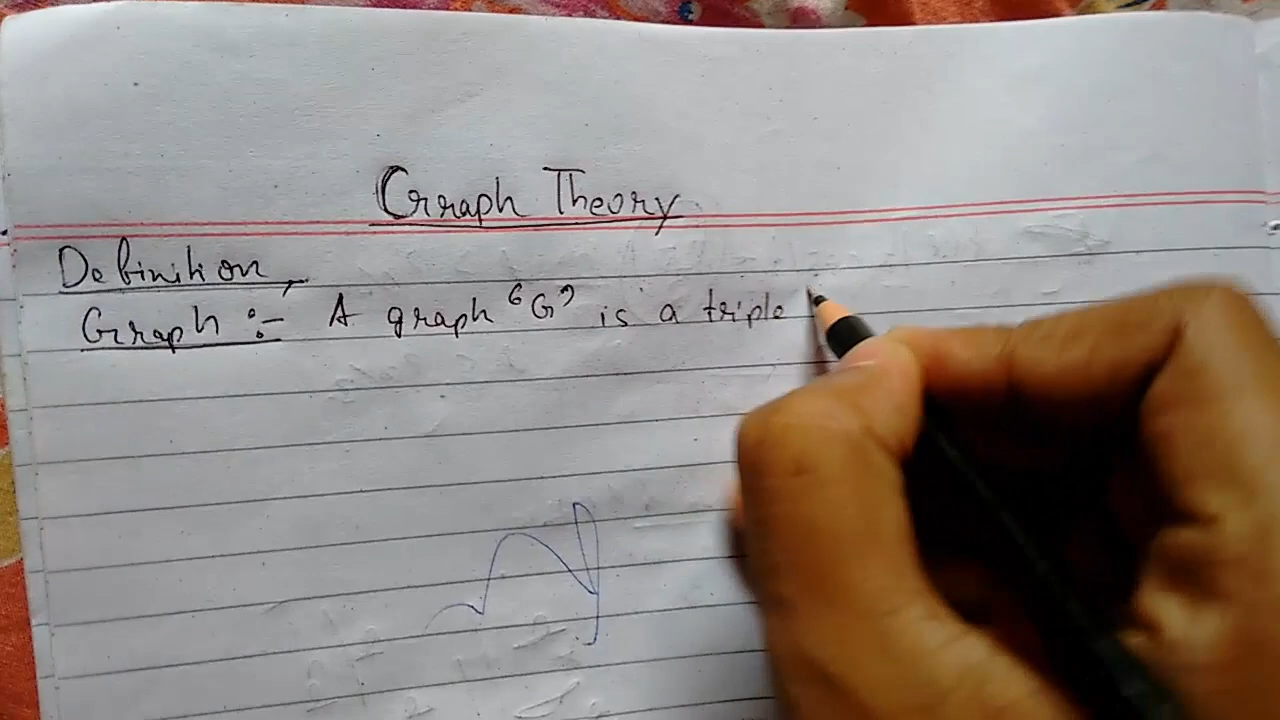 Graph Theory
Definition,
Graph :- A graph 'G' is a triple